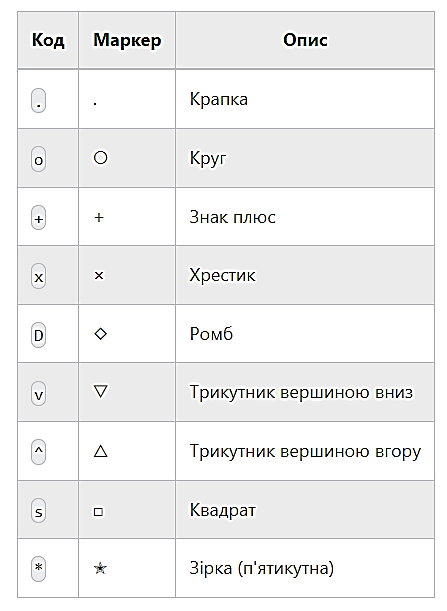 Код Маркер Опис
. . Крапка
o ○ Круг
+ + Знак плюс
x × Хрестик
D ◇ Ромб
v ▽ Трикутник вершиною вниз
^ △ Трикутник вершиною вгору
s □ Квадрат
* ✭ Зірка (п'ятикутна)